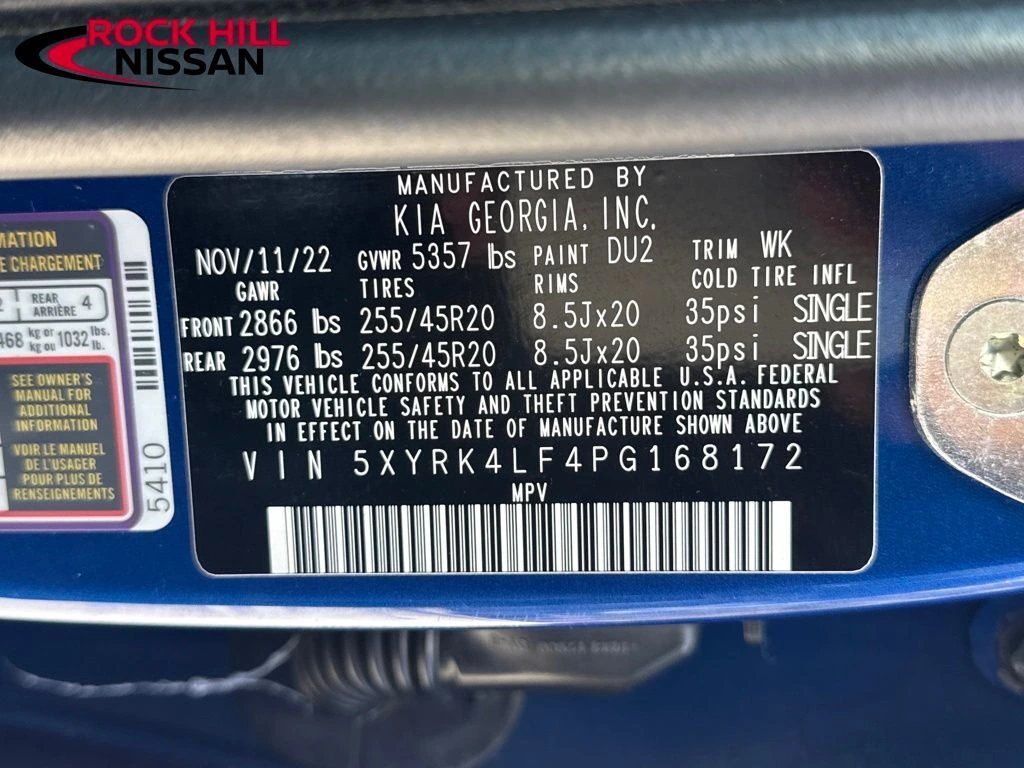 ROCK HILL
NISSAN
MANUFACTURED BY
KIA GEORGIA, INC.
NOV/11/22 GVWR 5357 lbs PAINT DU2 TRIM WK
GAWR TIRES RIMS COLD TIRE INFL
FRONT 2866 lbs 255/45R20 8.5Jx20 35psi SINGLE
REAR 2976 lbs 255/45R20 8.5Jx20 35psi SINGLE
THIS VEHICLE CONFORMS TO ALL APPLICABLE U.S.A. FEDERAL
MOTOR VEHICLE SAFETY AND THEFT PREVENTION STANDARDS
IN EFFECT ON THE DATE OF MANUFACTURE SHOWN ABOVE
VIN 5XYRK4LF4PG168172
MPV
MATION
E CHARGEMENT
2 REAR 4
ARRIÈRE
468 kg or 1032 lbs.
kg ou lb.
SEE OWNER'S
MANUAL FOR
ADDITIONAL
INFORMATION
VOIR LE MANUEL
DE L'USAGER
POUR PLUS DE
RENSEIGNEMENTS
5410